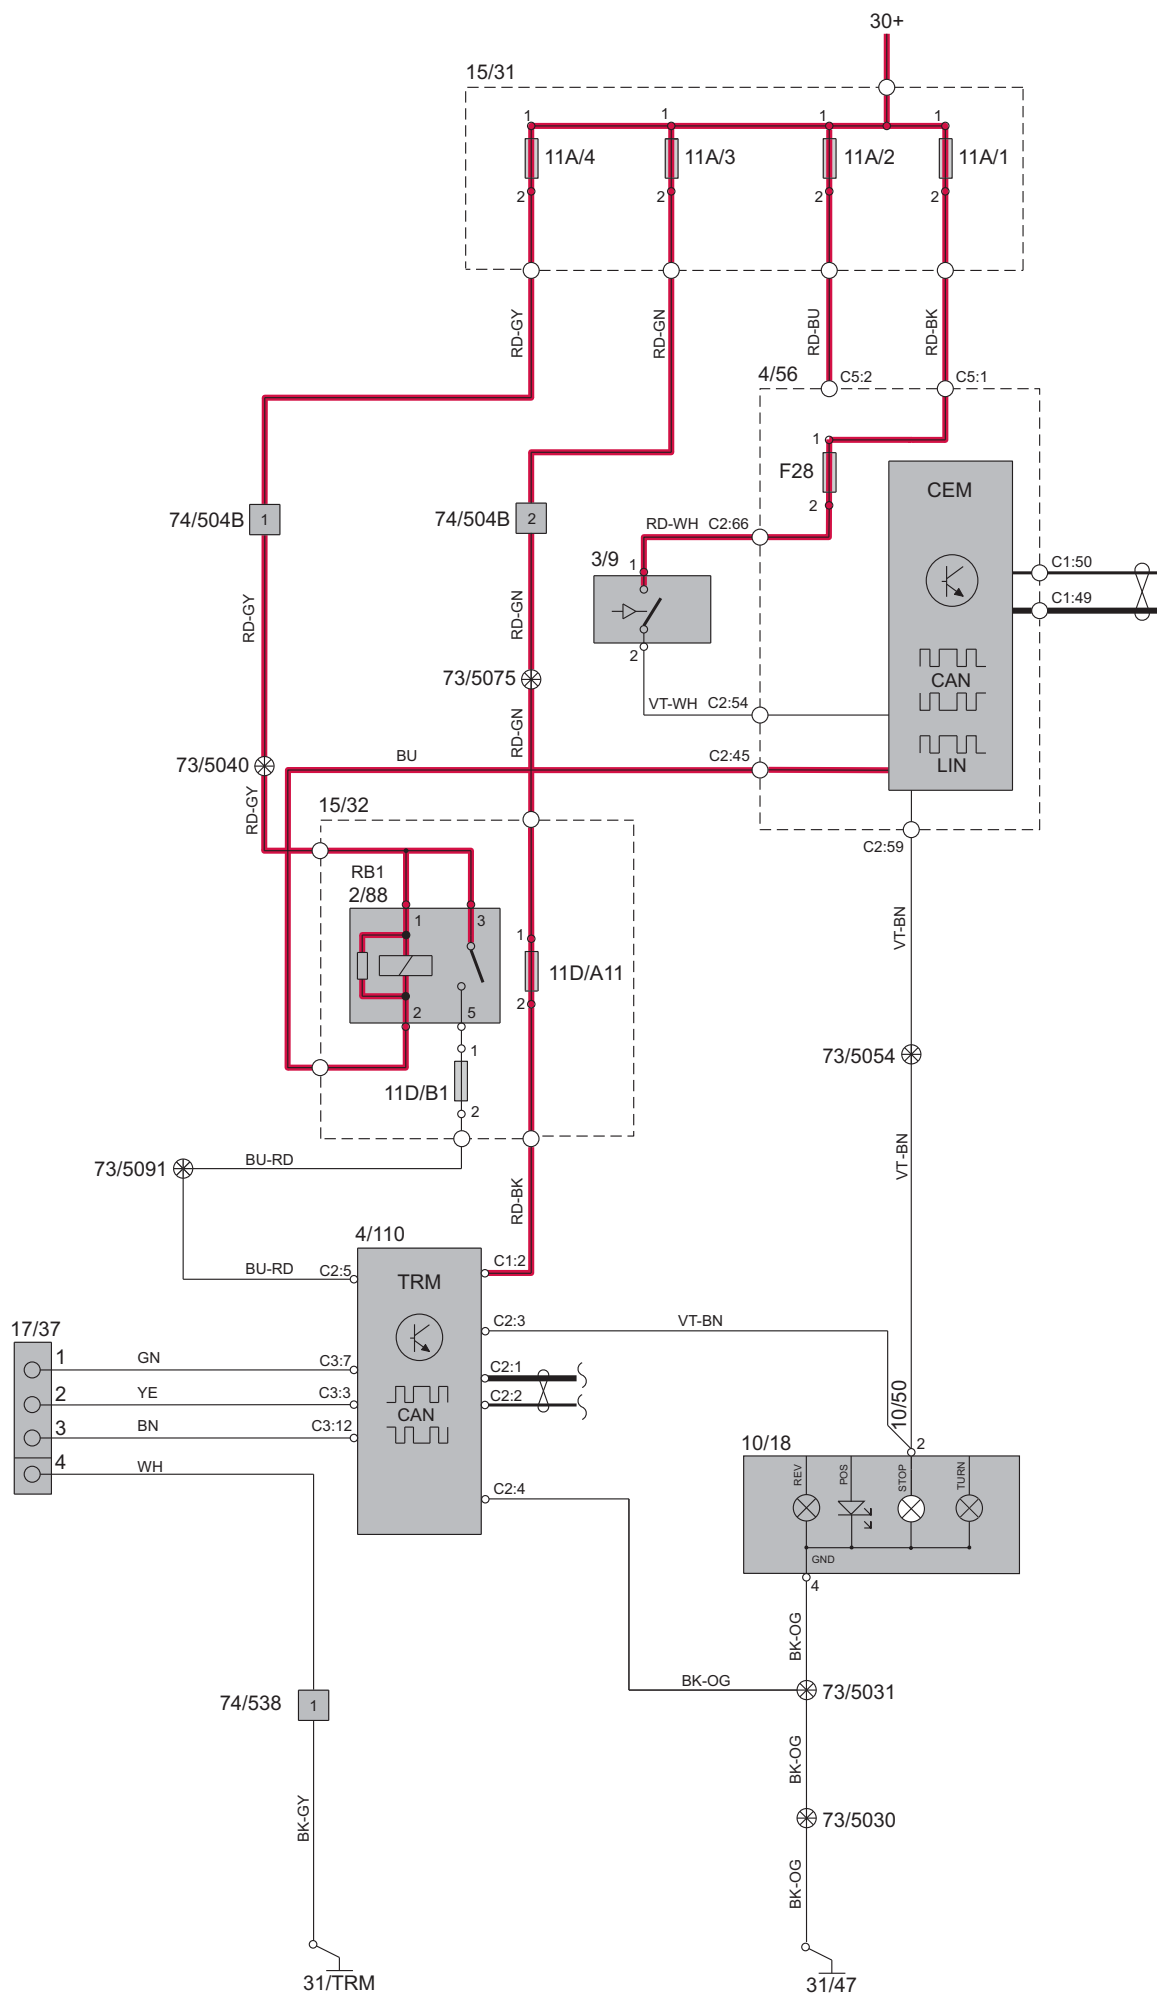 30+
15/31
1
1
1
1
11A/4
11A/3
11A/2
11A/1
2
2
2
2
RD-GY
RD-GN
RD-BU
RD-BK
4/56
C5:2
C5:1
1
F28
2
CEM
74/504B
1
74/504B
2
RD-WH
C2:66
3/9
1
C1:50
C1:49
RD-GY
RD-GN
2
CAN
73/5075
VT-WH
C2:54
RD-GN
BU
C2:45
LIN
73/5040
RD-GY
15/32
C2:59
RB1
2/88
1
3
VT-BN
1
11D/A11
2
2
5
1
11D/B1
2
73/5054
73/5091
BU-RD
VT-BN
RD-BK
4/110
C1:2
BU-RD
C2:5
TRM
C2:3
VT-BN
17/37
1
GN
C3:7
C2:1
2
YE
C3:3
CAN
C2:2
3
BN
C3:12
10/50
4
WH
10/18
2
REV
POS
STOP
TURN
C2:4
GND
4
BK-OG
BK-OG
73/5031
74/538
1
BK-OG
BK-GY
73/5030
BK-OG
31/TRM
31/47